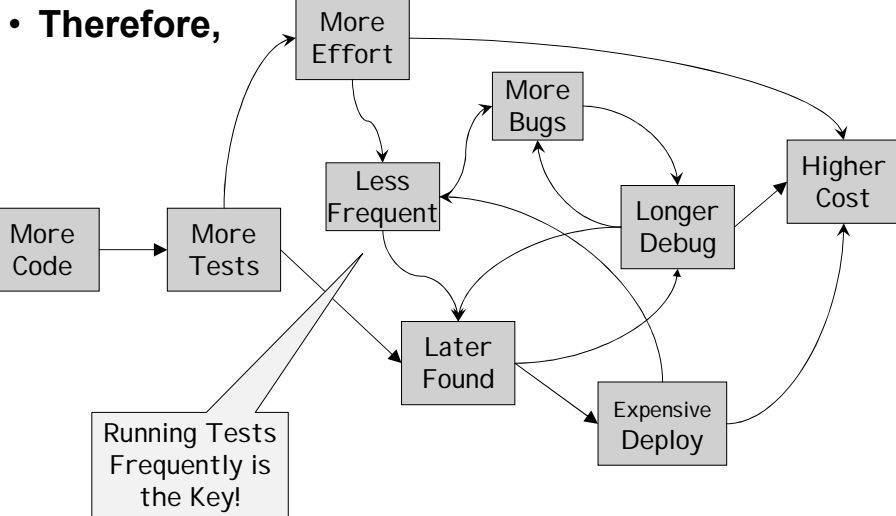 • Therefore,
More
Effort
More
Bugs
Higher
Cost
Less
Frequent
Longer
Debug
More
Code
More
Tests
Later
Found
Expensive
Deploy
Running Tests
Frequently is
the Key!